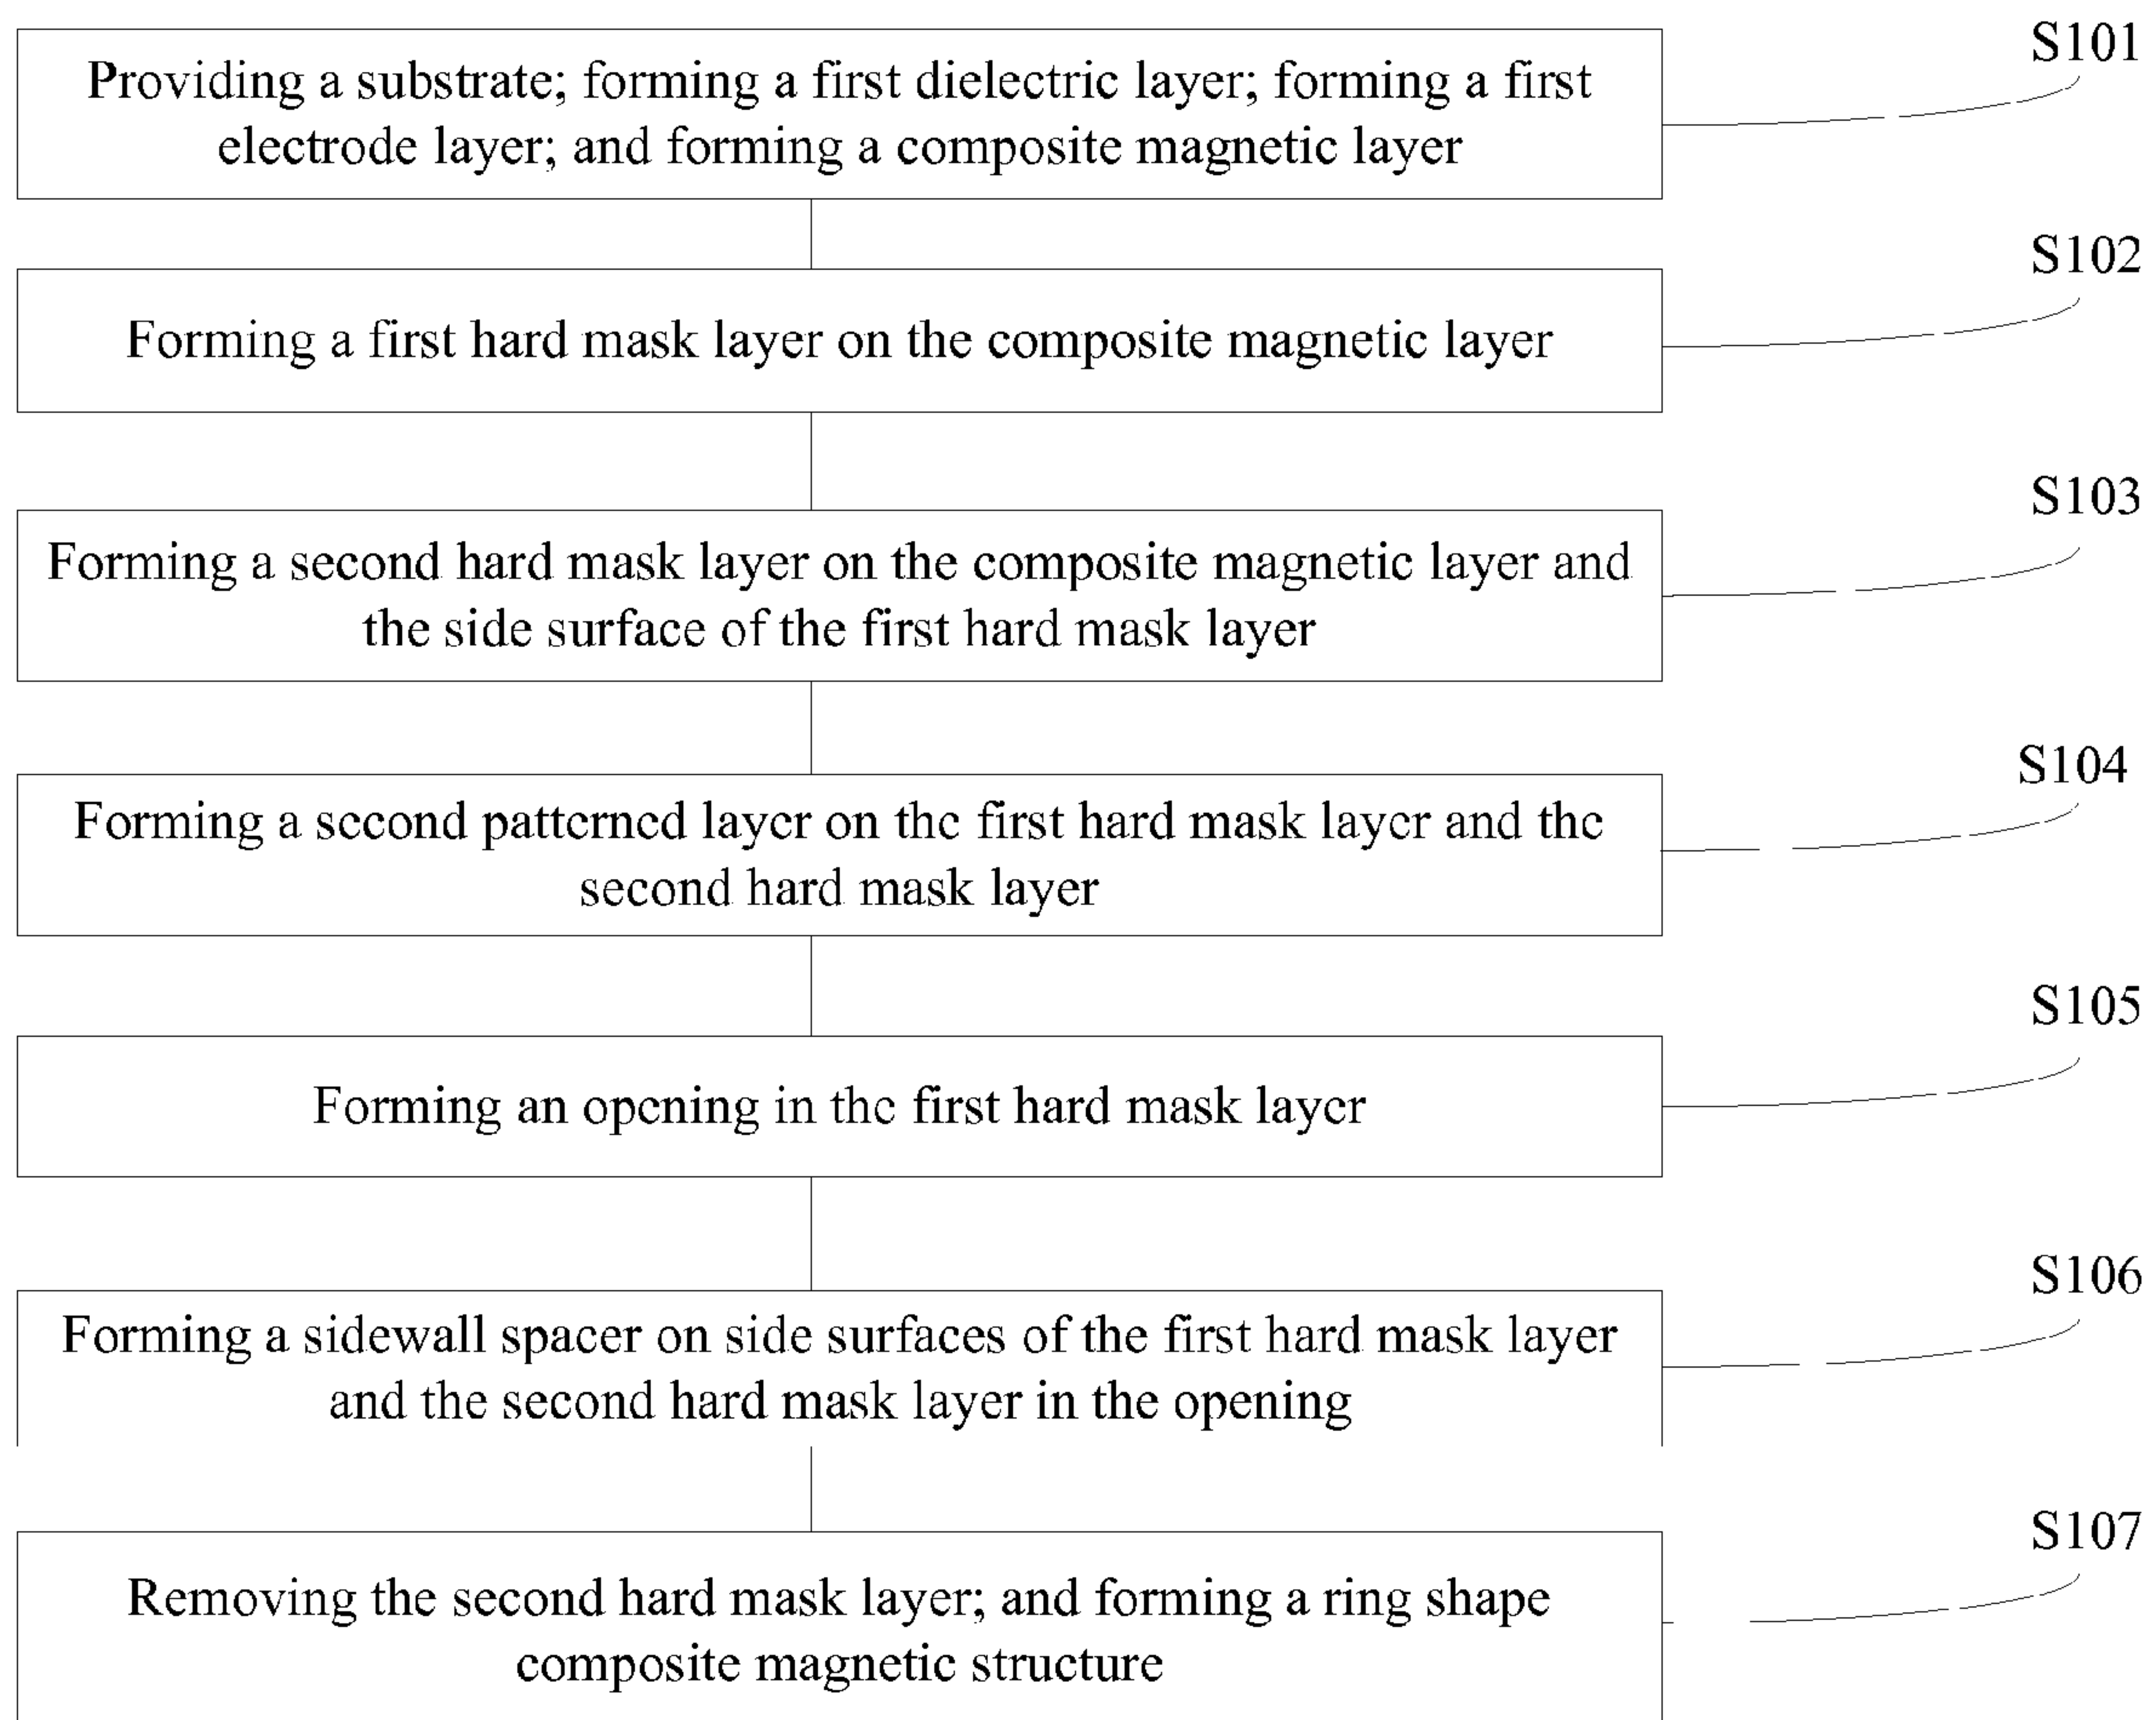 S101
Providing a substrate; forming a first dielectric layer; forming a first
electrode layer; and forming a composite magnetic layer
S102
Forming a first hard mask layer on the composite magnetic layer
S103
Forming a second hard mask layer on the composite magnetic layer and
the side surface of the first hard mask layer
S104
Forming a second patterned layer on the first hard mask layer and the
second hard mask layer
S105
Forming an opening in the first hard mask layer
S106
Forming a sidewall spacer on side surfaces of the first hard mask layer
and the second hard mask layer in the opening
S107
Removing the second hard mask layer; and forming a ring shape
composite magnetic structure